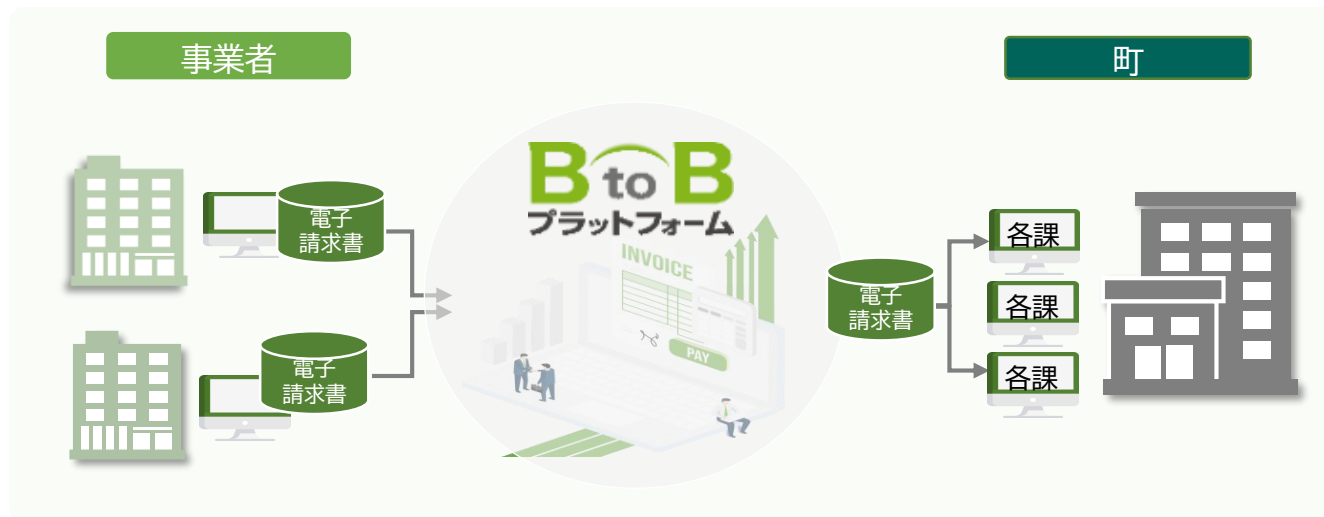 事業者
町
B to B
プラットフォーム
電子
請求書
電子
請求書
INVOICE
PAY
電子
請求書
各課
各課
各課